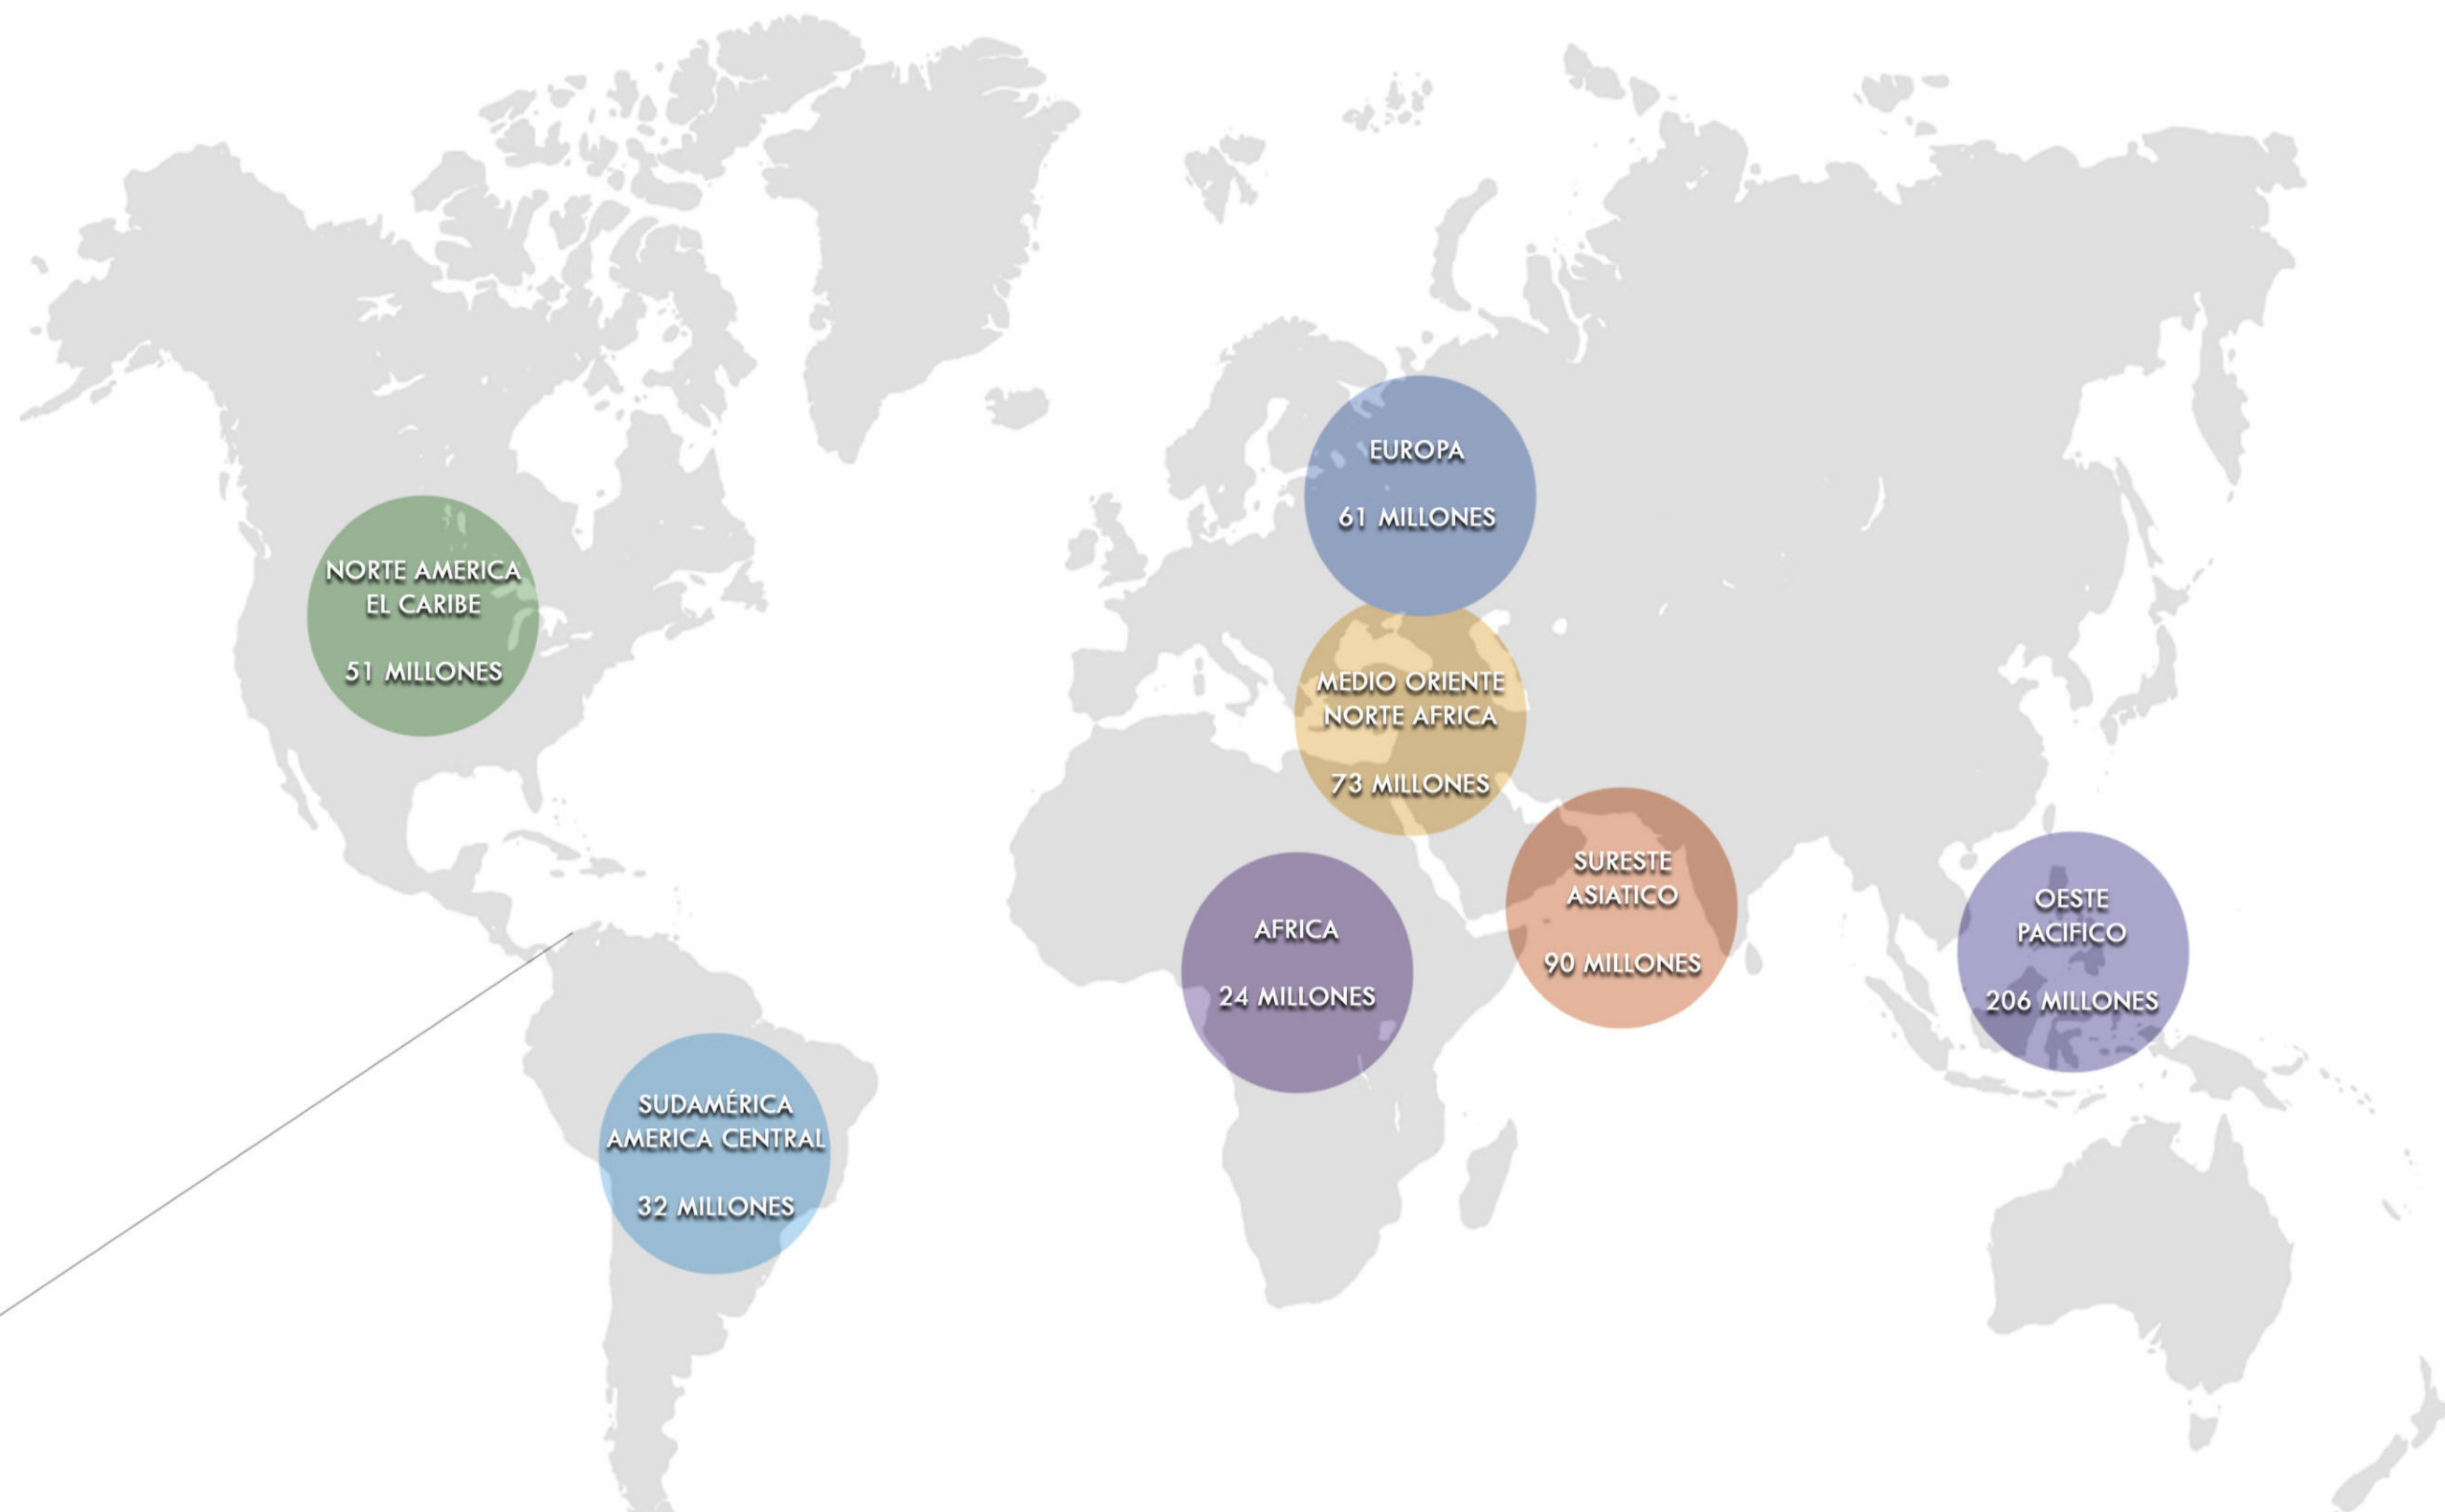 EUROPA
61 MILLONES
NORTE AMERICA
EL CARIBE
51 MILLONES
MEDIO ORIENTE
NORTE AFRICA
73 MILLONES
SURESTE
ASIATICO
90 MILLONES
OESTE
PACIFICO
206 MILLONES
AFRICA
24 MILLONES
SUDAMÉRICA
AMERICA CENTRAL
32 MILLONES